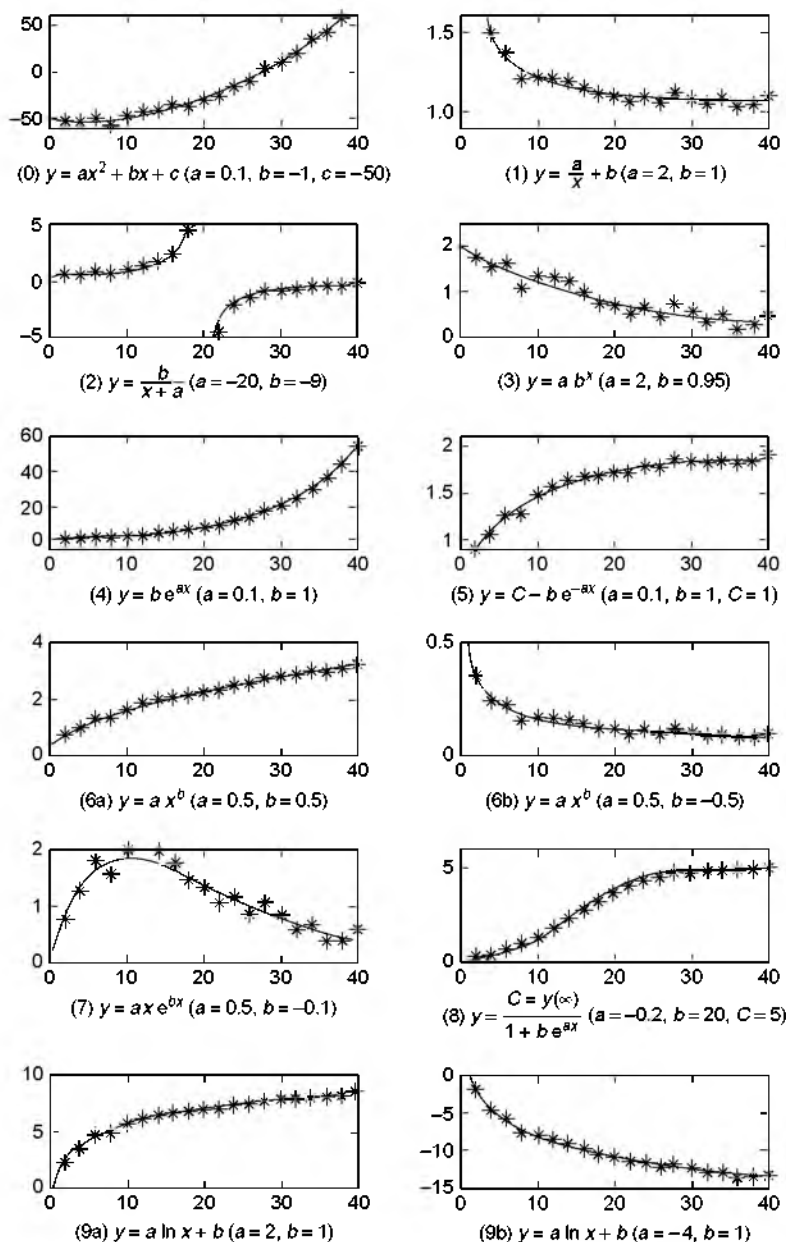 50
0
−50
0 10 20 30 40
(0) y = ax² + bx + c (a = 0.1, b = −1, c = −50)
1.5
1.0
0 10 20 30 40
(1) y = a/x + b (a = 2, b = 1)
5
0
−5
0 10 20 30 40
(2) y = b/(x + a) (a = −20, b = −9)
2
1
0
0 10 20 30 40
(3) y = a bˣ (a = 2, b = 0.95)
60
40
20
0
0 10 20 30 40
(4) y = b e^ax (a = 0.1, b = 1)
2
1.5
1
0 10 20 30 40
(5) y = C − b e^−ax (a = 0.1, b = 1, C = 1)
4
2
0
0 10 20 30 40
(6a) y = a x^b (a = 0.5, b = 0.5)
0.5
0
0 10 20 30 40
(6b) y = a x^b (a = 0.5, b = −0.5)
2
1
0
0 10 20 30 40
(7) y = ax e^bx (a = 0.5, b = −0.1)
5
0
0 10 20 30 40
(8) y = C = y(∞)/(1 + b e^ax) (a = −0.2, b = 20, C = 5)
10
5
0
0 10 20 30 40
(9a) y = a ln x + b (a = 2, b = 1)
0
−5
−10
−15
0 10 20 30 40
(9b) y = a ln x + b (a = −4, b = 1)